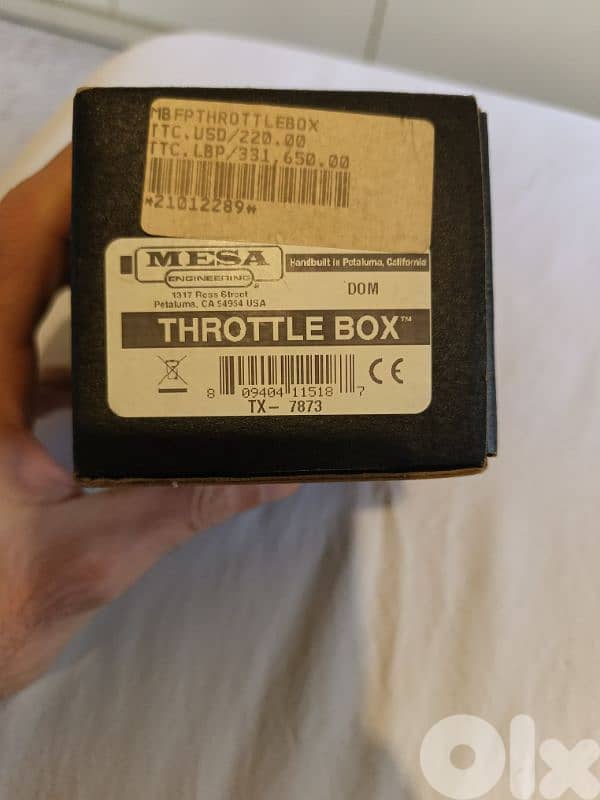 MBFPTHROTTLEBOX
TTC.USD/220.00
TTC.LBP/331,650.00
*21012289*
MESA
ENGINEERING
Handbuilt in Petaluma, California
1317 Ross Street
Petaluma, CA 94954 USA
DOM
THROTTLE BOX™
8 09404 11518 7
CE
TX- 7873
Olx